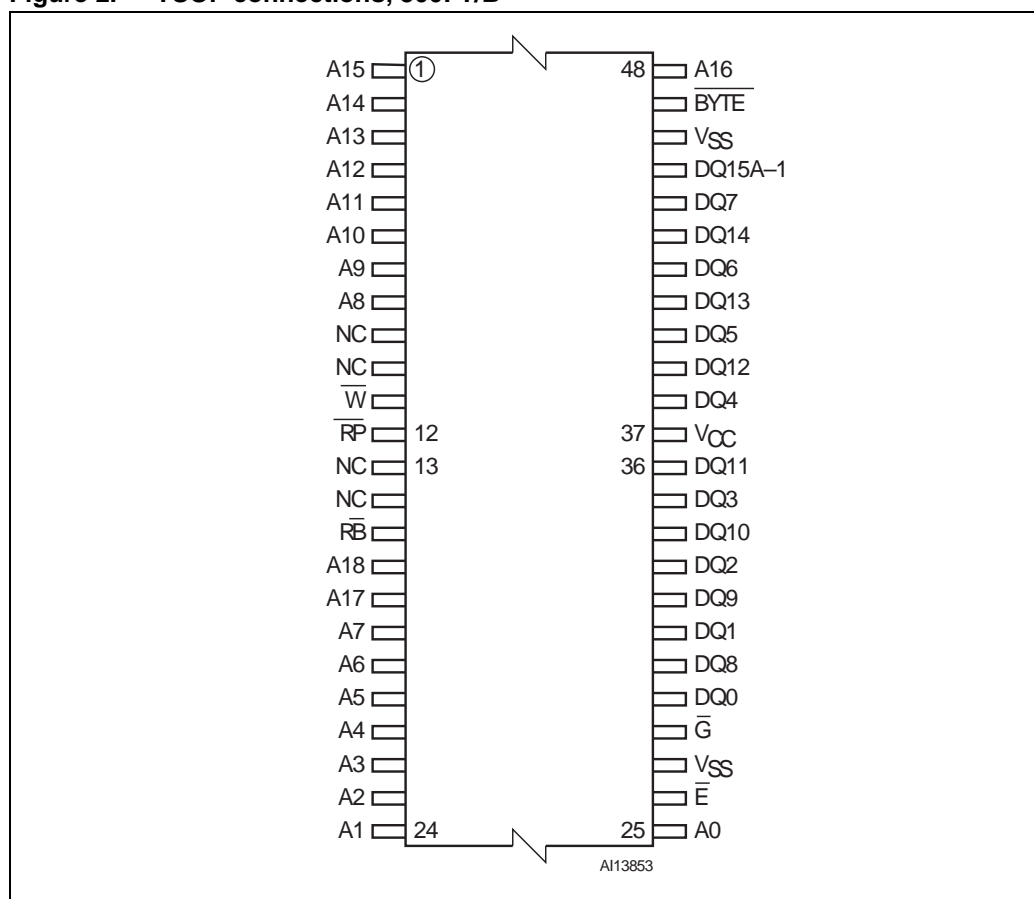 A15 1 48 A16
A14 B̅Y̅T̅E̅
A13 VSS
A12 DQ15A–1
A11 DQ7
A10 DQ14
A9 DQ6
A8 DQ13
NC DQ5
NC DQ12
W̅ DQ4
R̅P̅ 12 37 VCC
NC 13 36 DQ11
NC DQ3
RB̅ DQ10
A18 DQ2
A17 DQ9
A7 DQ1
A6 DQ8
A5 DQ0
A4 G̅
A3 VSS
A2 E̅
A1 24 25 A0
AI13853